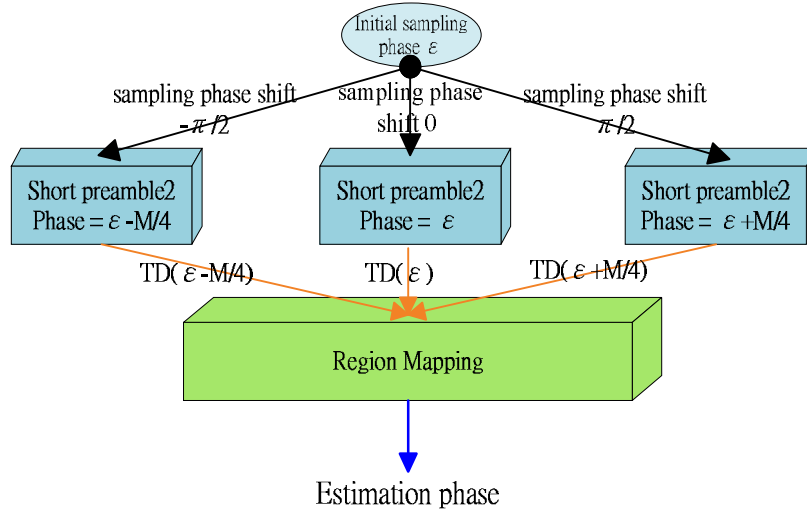 Initial sampling
phase ε
sampling phase shift
-π/2
sampling phase
shift 0
sampling phase shift
π/2
Short preamble2
Phase = ε-M/4
Short preamble2
Phase = ε
Short preamble2
Phase = ε+M/4
TD(ε-M/4)
TD(ε)
TD(ε+M/4)
Region Mapping
Estimation phase